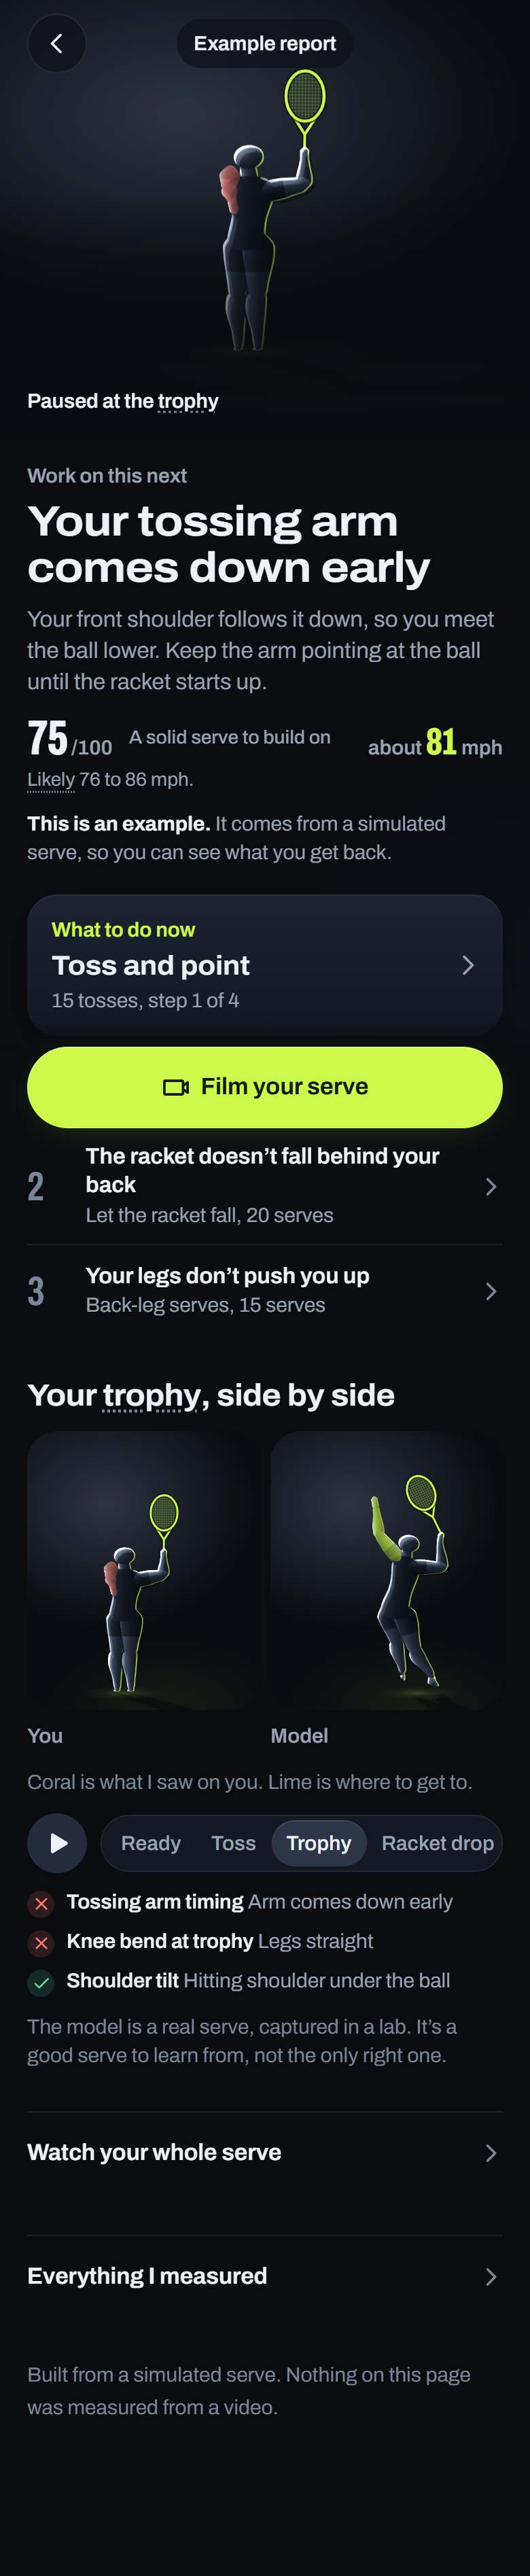 Example report
Paused at the trophy
Work on this next
Your tossing arm
comes down early
Your front shoulder follows it down, so you meet
the ball lower. Keep the arm pointing at the ball
until the racket starts up.
75 /100 A solid serve to build on about 81 mph
Likely 76 to 86 mph.
This is an example. It comes from a simulated
serve, so you can see what you get back.
What to do now
Toss and point
15 tosses, step 1 of 4
Film your serve
2 The racket doesn’t fall behind your
back
Let the racket fall, 20 serves
3 Your legs don’t push you up
Back-leg serves, 15 serves
Your trophy, side by side
You Model
Coral is what I saw on you. Lime is where to get to.
Ready Toss Trophy Racket drop
Tossing arm timing Arm comes down early
Knee bend at trophy Legs straight
Shoulder tilt Hitting shoulder under the ball
The model is a real serve, captured in a lab. It’s a
good serve to learn from, not the only right one.
Watch your whole serve
Everything I measured
Built from a simulated serve. Nothing on this page
was measured from a video.